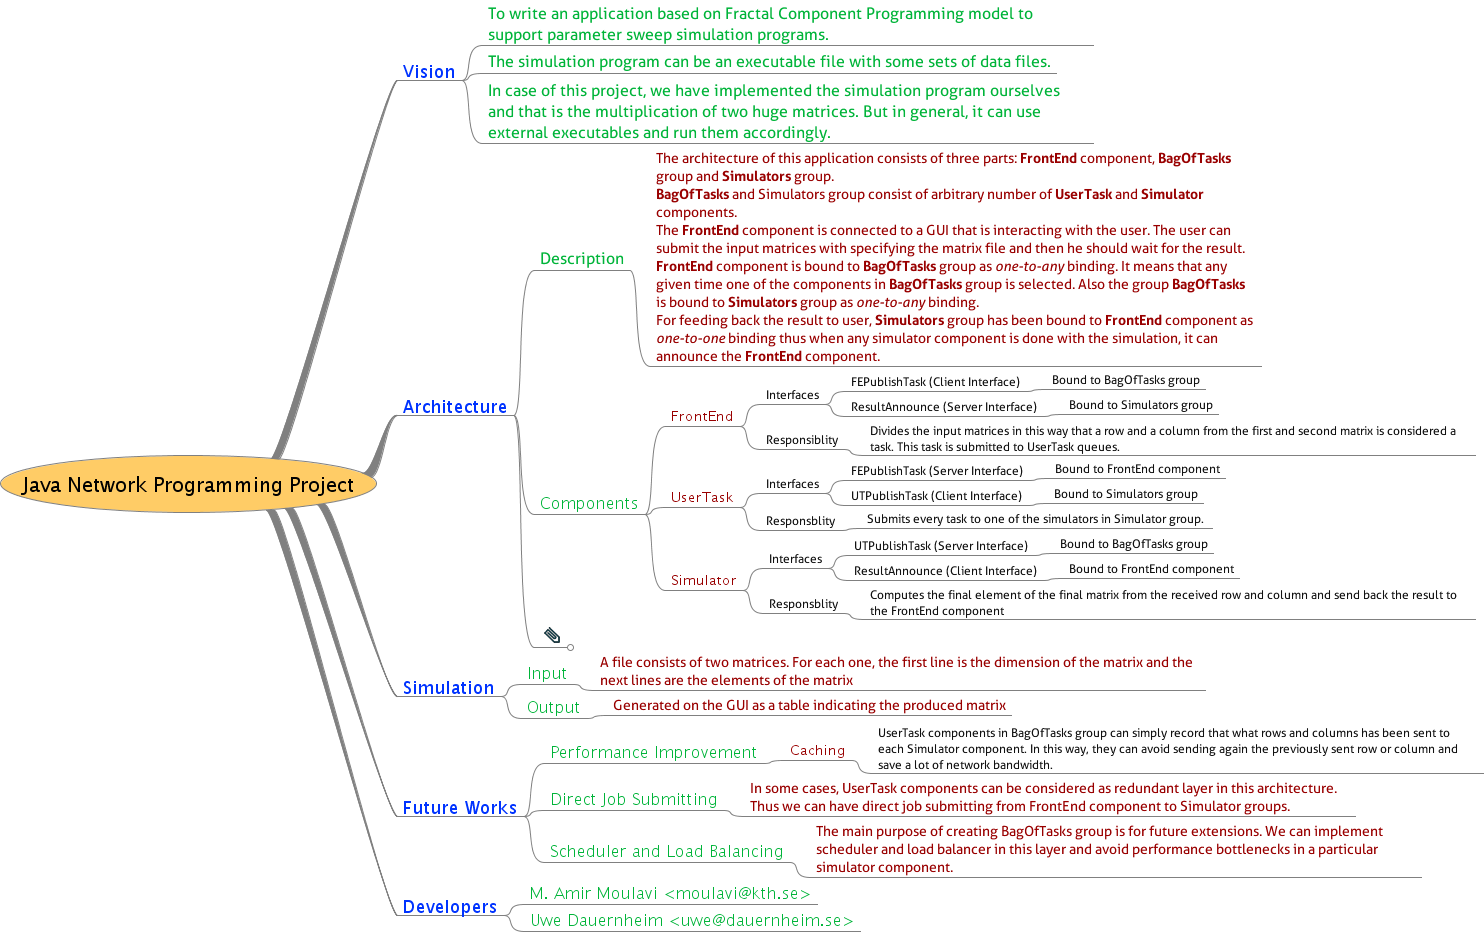 To write an application based on Fractal Component Programming model to
support parameter sweep simulation programs.
The simulation program can be an executable file with some sets of data files.
Vision
In case of this project, we have implemented the simulation program ourselves
and that is the multiplication of two huge matrices. But in general, it can use
external executables and run them accordingly.
The architecture of this application consists of three parts: FrontEnd component, BagOfTasks
group and Simulators group.
BagOfTasks and Simulators group consist of arbitrary number of UserTask and Simulator
components.
The FrontEnd component is connected to a GUI that is interacting with the user. The user can
submit the input matrices with specifying the matrix file and then he should wait for the result.
Description
FrontEnd component is bound to BagOfTasks group as one-to-any binding. It means that any
given time one of the components in BagOfTasks group is selected. Also the group BagOfTasks
is bound to Simulators group as one-to-any binding.
For feeding back the result to user, Simulators group has been bound to FrontEnd component as
one-to-one binding thus when any simulator component is done with the simulation, it can
announce the FrontEnd component.
Architecture
FrontEnd
Interfaces
FEPublishTask (Client Interface)
Bound to BagOfTasks group
ResultAnnounce (Server Interface)
Bound to Simulators group
Responsiblity
Divides the input matrices in this way that a row and a column from the first and second matrix is considered a
task. This task is submitted to UserTask queues.
Java Network Programming Project
Components
UserTask
Interfaces
FEPublishTask (Server Interface)
Bound to FrontEnd component
UTPublishTask (Client Interface)
Bound to Simulators group
Responsblity
Submits every task to one of the simulators in Simulator group.
Simulator
Interfaces
UTPublishTask (Server Interface)
Bound to BagOfTasks group
ResultAnnounce (Client Interface)
Bound to FrontEnd component
Responsblity
Computes the final element of the final matrix from the received row and column and send back the result to
the FrontEnd component
Simulation
Input
A file consists of two matrices. For each one, the first line is the dimension of the matrix and the
next lines are the elements of the matrix
Output
Generated on the GUI as a table indicating the produced matrix
Future Works
Performance Improvement
Caching
UserTask components in BagOfTasks group can simply record that what rows and columns has been sent to
each Simulator component. In this way, they can avoid sending again the previously sent row or column and
save a lot of network bandwidth.
Direct Job Submitting
In some cases, UserTask components can be considered as redundant layer in this architecture.
Thus we can have direct job submitting from FrontEnd component to Simulator groups.
Scheduler and Load Balancing
The main purpose of creating BagOfTasks group is for future extensions. We can implement
scheduler and load balancer in this layer and avoid performance bottlenecks in a particular
simulator component.
Developers
M. Amir Moulavi <moulavi@kth.se>
Uwe Dauernheim <uwe@dauernheim.se>